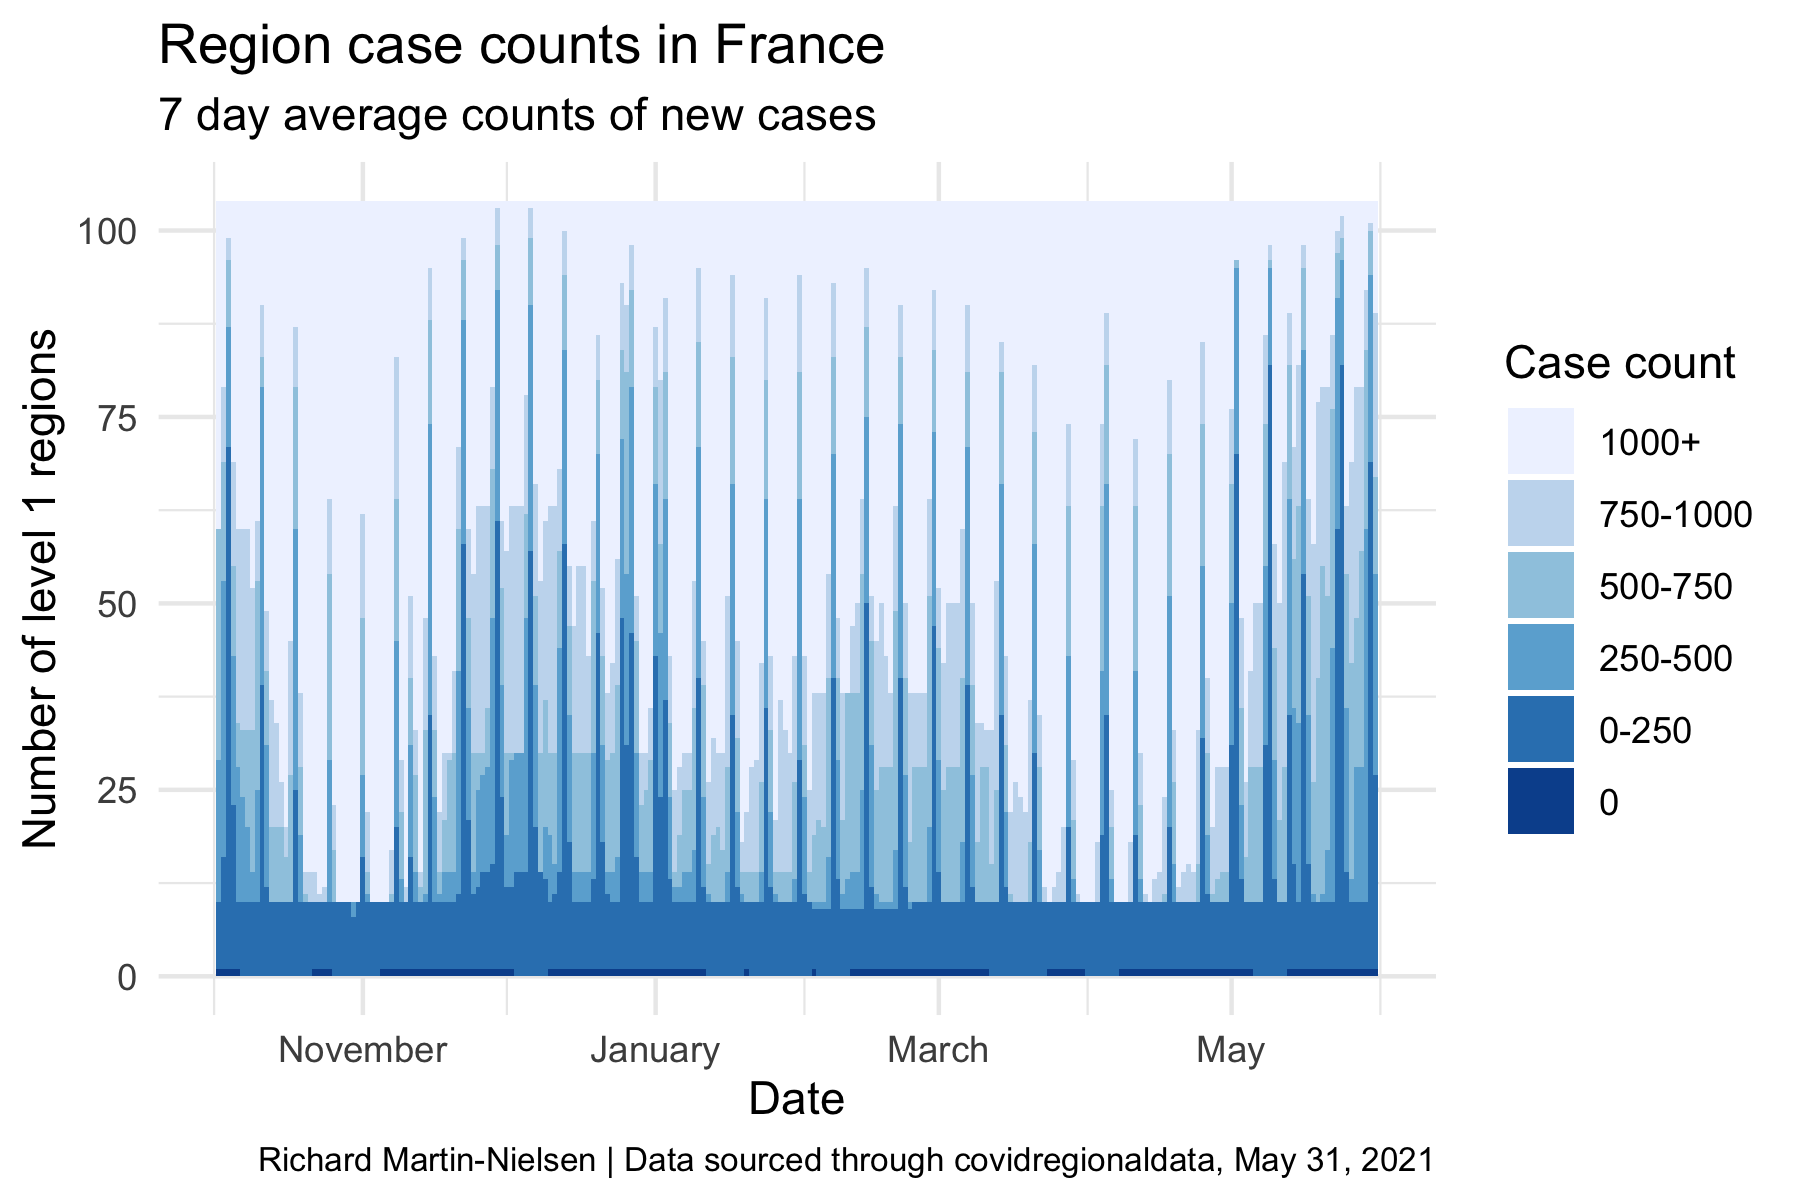 Region case counts in France
7 day average counts of new cases
Number of level 1 regions
100
75
50
25
0
November
January
March
May
Date
Case count
1000+
750-1000
500-750
250-500
0-250
0
Richard Martin-Nielsen | Data sourced through covidregionaldata, May 31, 2021